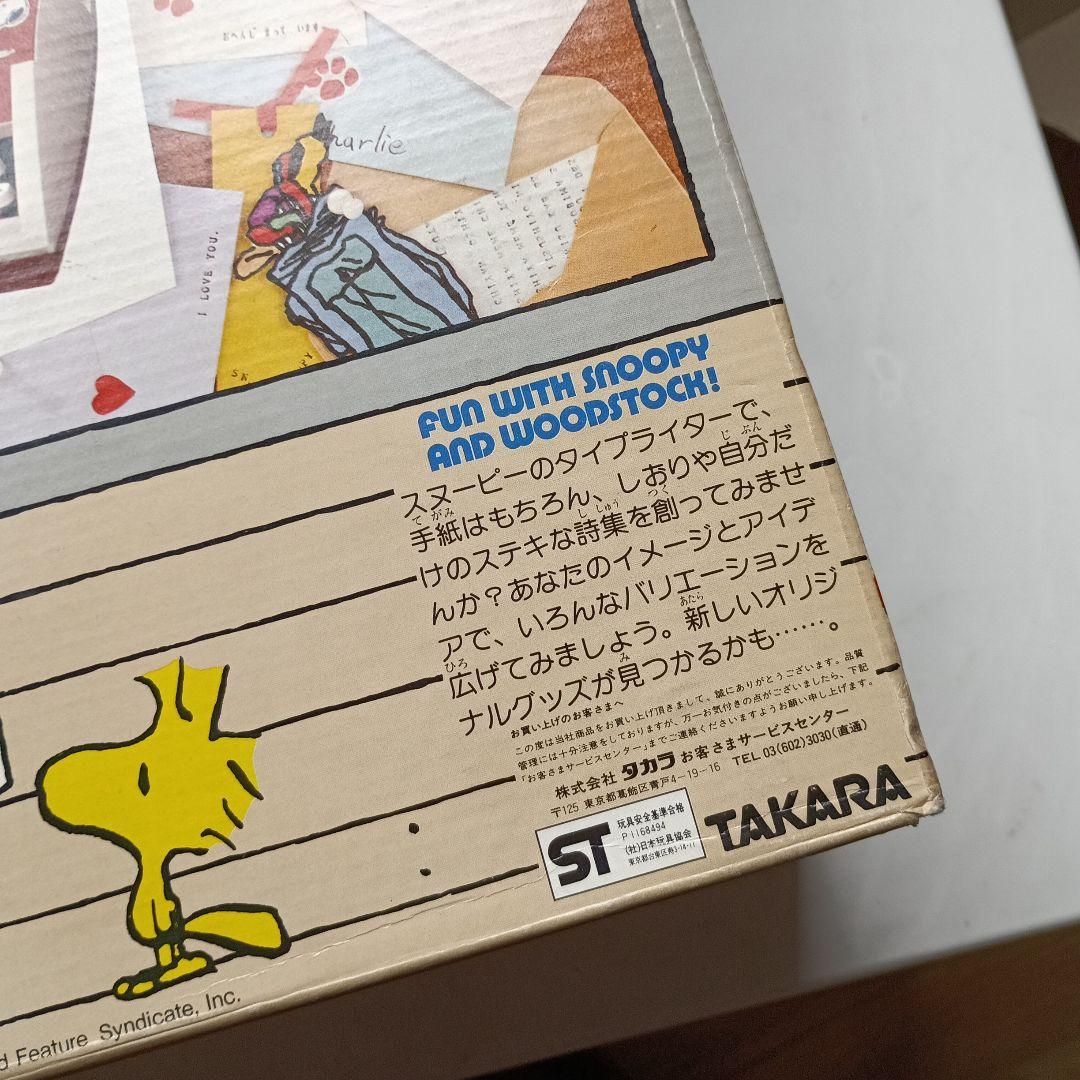 おへんじ まって います
Charlie
I LOVE YOU.
FUN WITH SNOOPY
AND WOODSTOCK!
スヌーピーのタイプライターで、
手紙はもちろん、しおりや自分だ
けのステキな詩集を創ってみませ
んか?あなたのイメージとアイデ
アで、いろんなバリエーションを
広げてみましょう。新しいオリジ
ナルグッズが見つかるかも……。
お買い上げのお客さまへ
この度は当社商品をお買い上げ頂きまして、誠にありがとうございます。品質
管理には十分注意をしておりますが、万一お気付きの点がございましたら、下記
「お客さまサービスセンター」までご連絡くださいますようお願い申し上げます。
株式会社 タカラ お客さまサービスセンター
〒125 東京都葛飾区青戸4-19-16 TEL 03(602)3030(直通)
ST
玩具安全基準合格
P1168494
(社)日本玩具協会
TAKARA
Feature Syndicate, Inc.